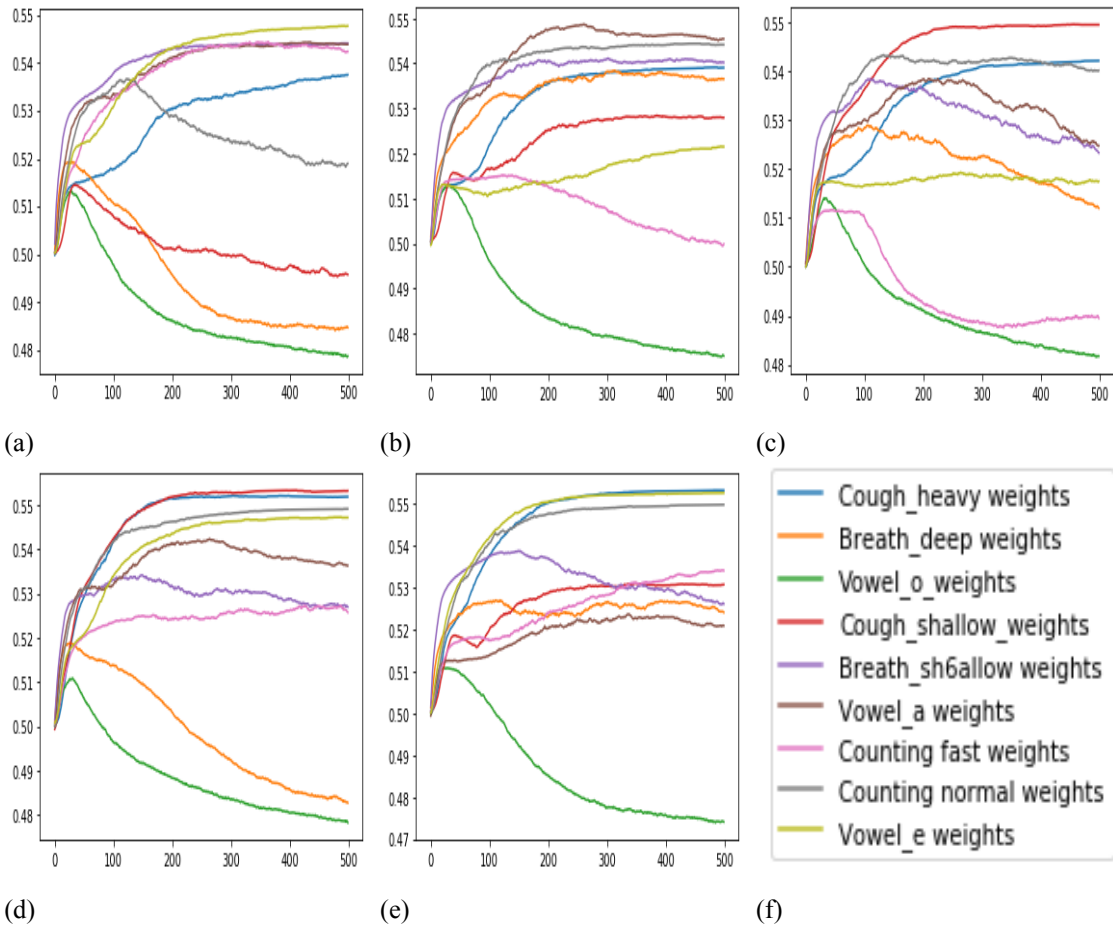 0.55
0.54
0.53
0.52
0.51
0.50
0.49
0.48
0 100 200 300 400 500
0.55
0.54
0.53
0.52
0.51
0.50
0.49
0.48
0 100 200 300 400 500
0.55
0.54
0.53
0.52
0.51
0.50
0.49
0.48
0 100 200 300 400 500
(a) (b) (c)
0.55
0.54
0.53
0.52
0.51
0.50
0.49
0.48
0 100 200 300 400 500
0.55
0.54
0.53
0.52
0.51
0.50
0.49
0.48
0.47
0 100 200 300 400 500
Cough_heavy weights
Breath_deep weights
Vowel_o_weights
Cough_shallow_weights
Breath_sh6allow weights
Vowel_a weights
Counting fast weights
Counting normal weights
Vowel_e weights
(d) (e) (f)